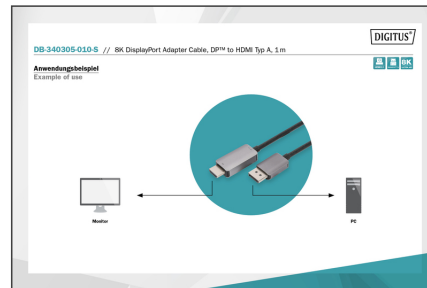 DIGITUS®
DB-340305-010-S // 8K DisplayPort Adapter Cable, DP™ to HDMI Typ A, 1 m
8K
Anwendungsbeispiel
Example of use
Monitor
PC